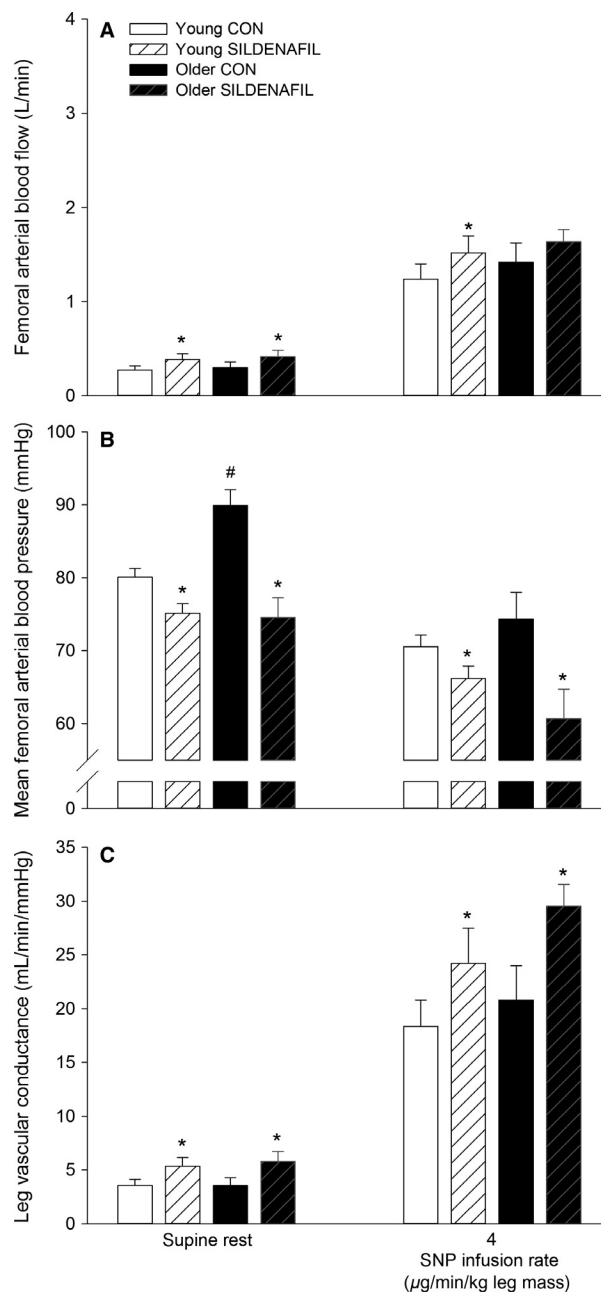 A
Young CON
Young SILDENAFIL
Older CON
Older SILDENAFIL
Femoral arterial blood flow (L/min)
4
3
2
1
0
*
*
*
B
Mean femoral arterial blood pressure (mmHg)
100
90
80
70
60
0
*
#
*
*
*
C
Leg vascular conductance (mL/min/mmHg)
35
30
25
20
15
10
5
0
*
*
*
*
Supine rest
4
SNP infusion rate
(µg/min/kg leg mass)